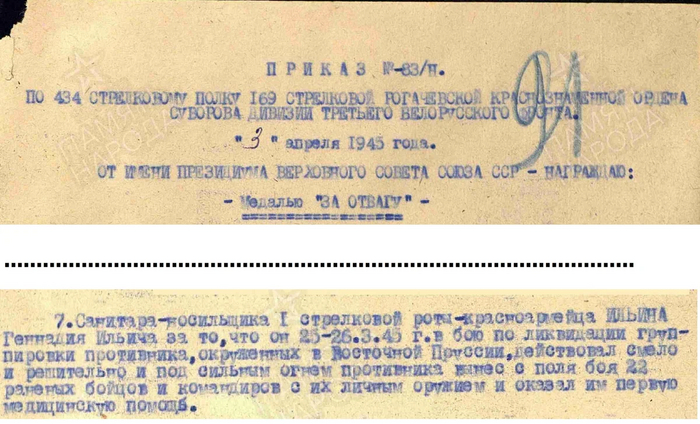 ПРИКАЗ №-83/н.
ПО 434 СТРЕЛКОВОМУ ПОЛКУ I69 СТРЕЛКОВОЙ РОГАЧЕВСКОЙ КРАСНОЗНАМЕННОЙ ОРДЕНА
СУВОРОВА ДИВИЗИИ ТРЕТЬЕГО БЕЛОРУССКОГО ФРОНТА.
91
"3" апреля 1945 года.
ОТ ИМЕНИ ПРЕЗИДИУМА ВЕРХОВНОГО СОВЕТА СОЮЗА ССР - НАГРАЖДАЮ:
- Медалью "ЗА ОТВАГУ" -
7. Санитара-носильщика I стрелковой роты-красноармейца ИЛЬИНА
Геннадия Ильича за то, что он 25-26.3.45 г. в бою по ликвидации груп-
пировки противника, окруженных в Восточной Пруссии, действовал смело
и решительно и под сильным огнем противника вынес с поля боя 22
раненых бойцов и командиров с их личным оружием и оказал им первую
медицинскую помощь.